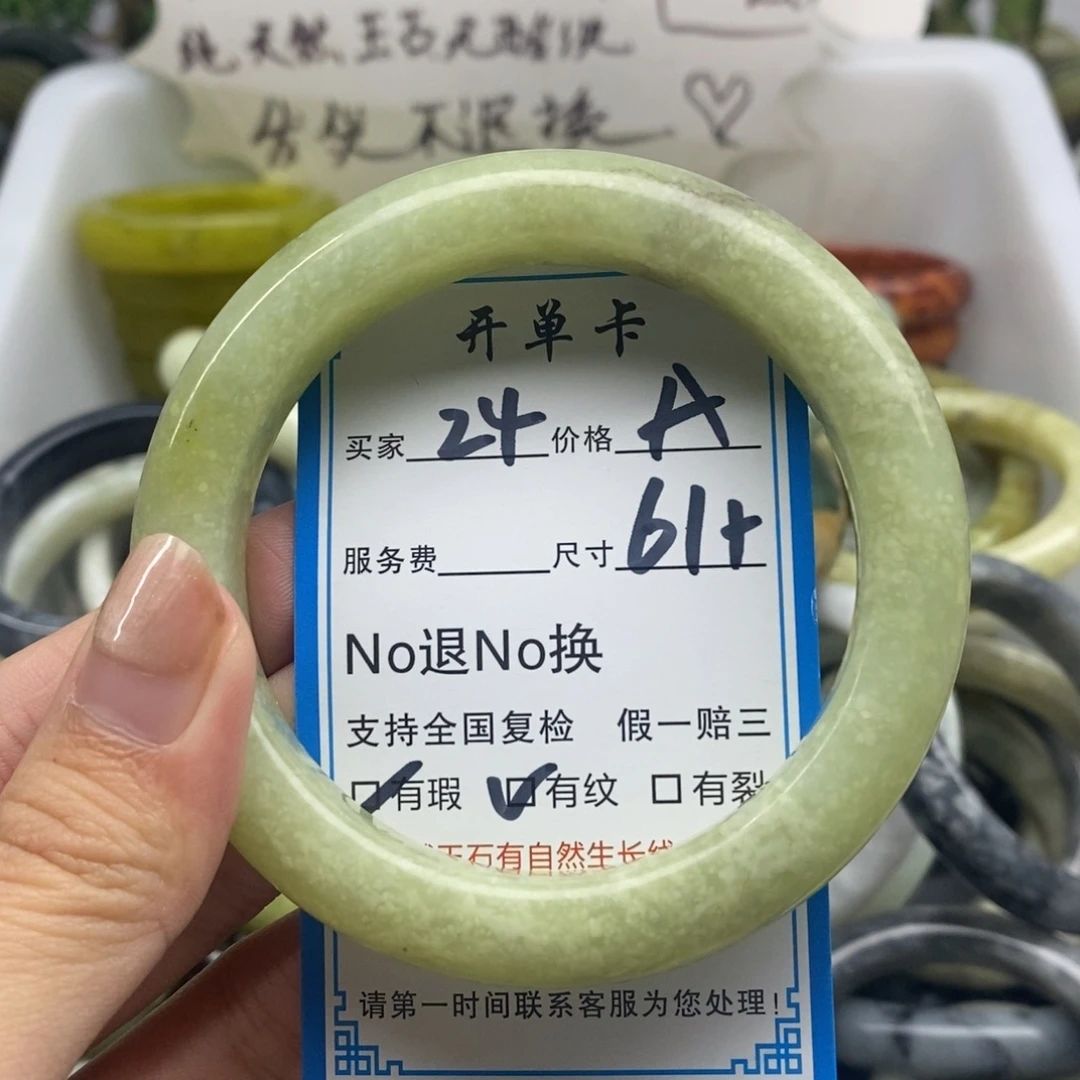 纯天然玉石无酸洗
不退换
开单卡
买家 24 价格 A
服务费 尺寸 61+
No退No换
支持全国复检 假一赔三
□有瑕 □有纹 □有裂
玉石有自然生长线
请第一时间联系客服为您处理!